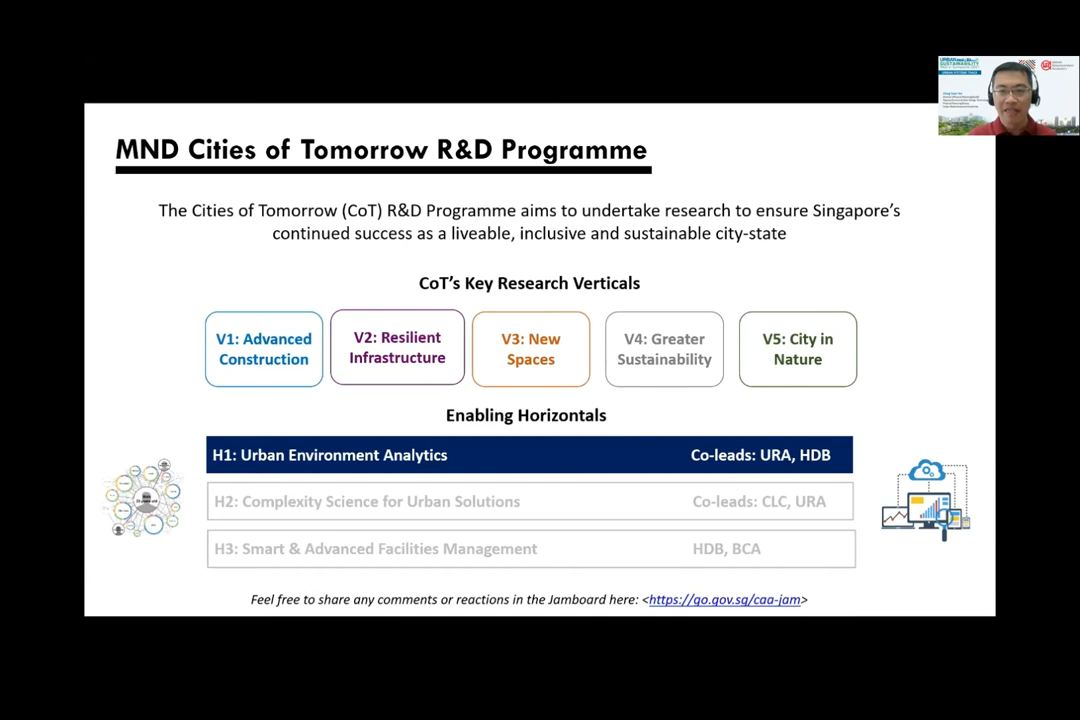 URBAN
SUSTAINABILITY
MND Cities of Tomorrow R&D Programme
The Cities of Tomorrow (CoT) R&D Programme aims to undertake research to ensure Singapore's
continued success as a liveable, inclusive and sustainable city-state
CoT's Key Research Verticals
V1: Advanced
Construction
V2: Resilient
Infrastructure
V3: New
Spaces
V4: Greater
Sustainability
V5: City in
Nature
Enabling Horizontals
H1: Urban Environment Analytics Co-leads: URA, HDB
H2: Complexity Science for Urban Solutions Co-leads: CLC, URA
H3: Smart & Advanced Facilities Management HDB, BCA
Feel free to share any comments or reactions in the Jamboard here: <https://go.gov.sg/caa-jam>